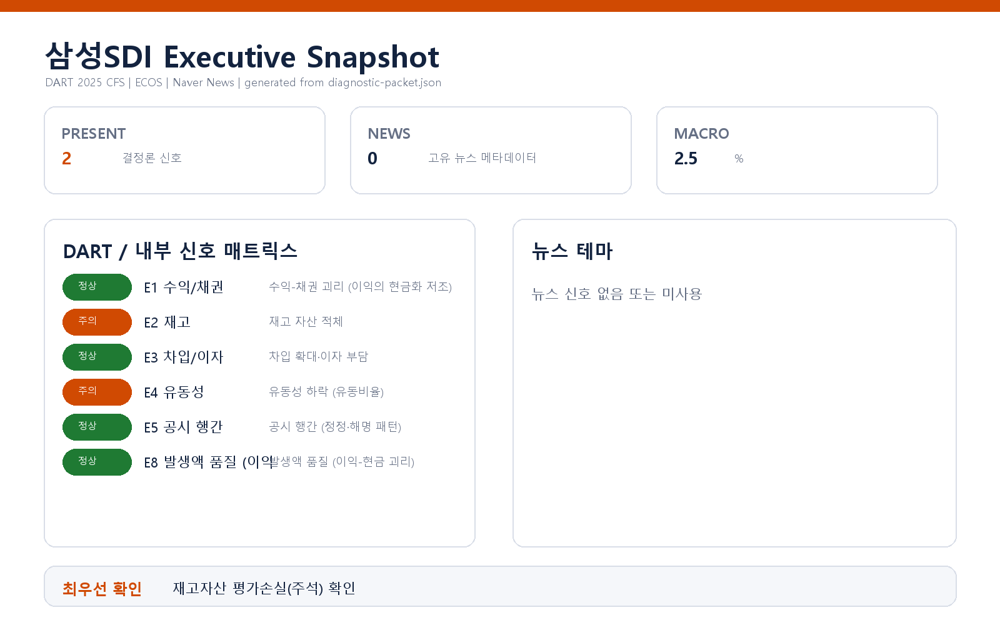 삼성SDI Executive Snapshot
DART 2025 CFS | ECOS | Naver News | generated from diagnostic-packet.json
PRESENT
2 결정론 신호
NEWS
0 고유 뉴스 메타데이터
MACRO
2.5 %
DART / 내부 신호 매트릭스
정상 E1 수익/채권 수익-채권 괴리 (이익의 현금화 저조)
주의 E2 재고 재고 자산 적체
정상 E3 차입/이자 차입 확대·이자 부담
주의 E4 유동성 유동성 하락 (유동비율)
정상 E5 공시 행간 공시 행간 (정정·해명 패턴)
정상 E8 발생액 품질 (이익 발생액 품질 (이익-현금 괴리)
뉴스 테마
뉴스 신호 없음 또는 미사용
최우선 확인 재고자산 평가손실(주석) 확인